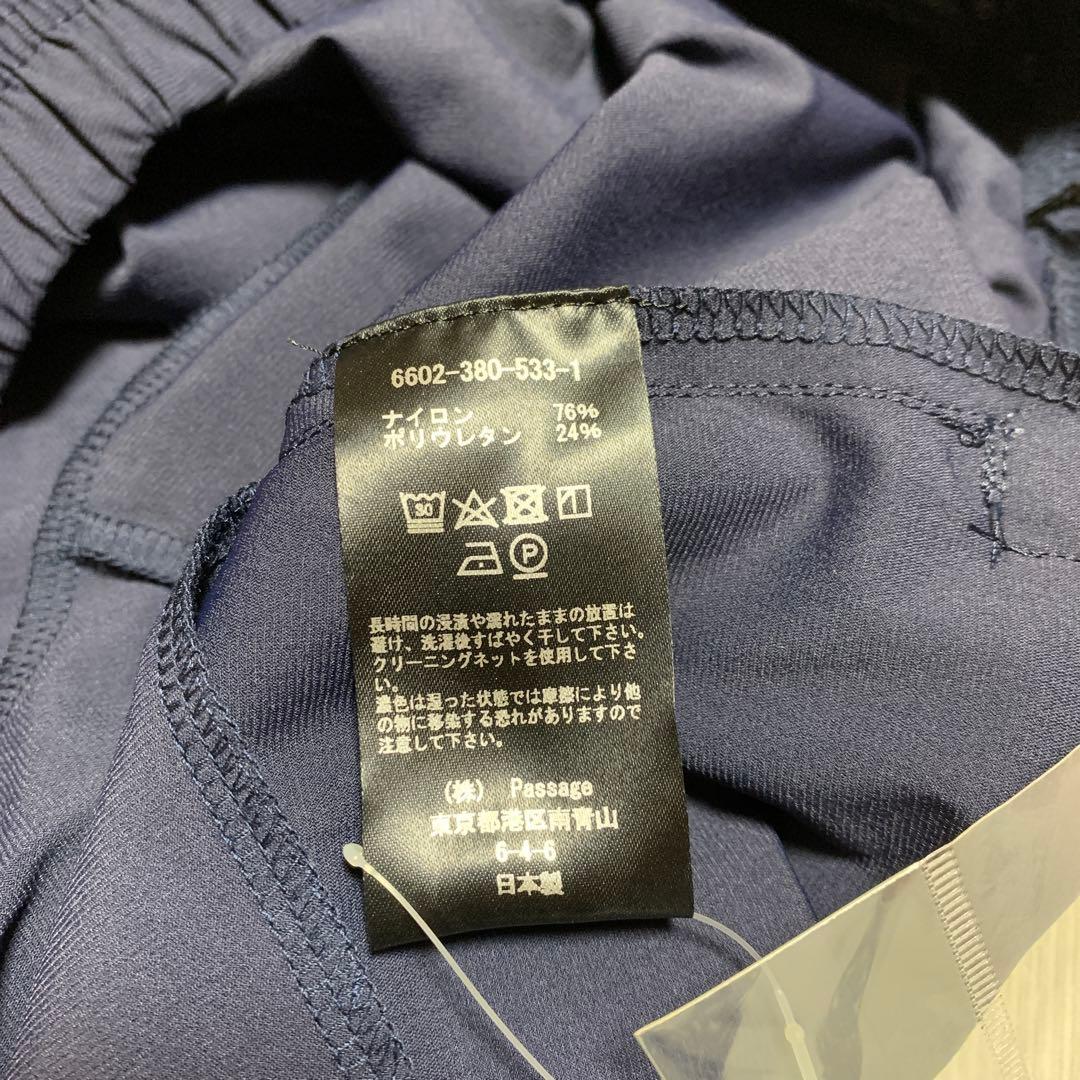 6602-380-533-1
ナイロン 76%
ポリウレタン 24%
30
P
長時間の浸漬や濡れたままの放置は
避け、洗濯後すばやく干して下さい。
クリーニングネットを使用して下さ
い。
濃色は湿った状態では摩擦により他
の物に移染する恐れがありますので
注意して下さい。
(株) Passage
東京都港区南青山
6-4-6
日本製